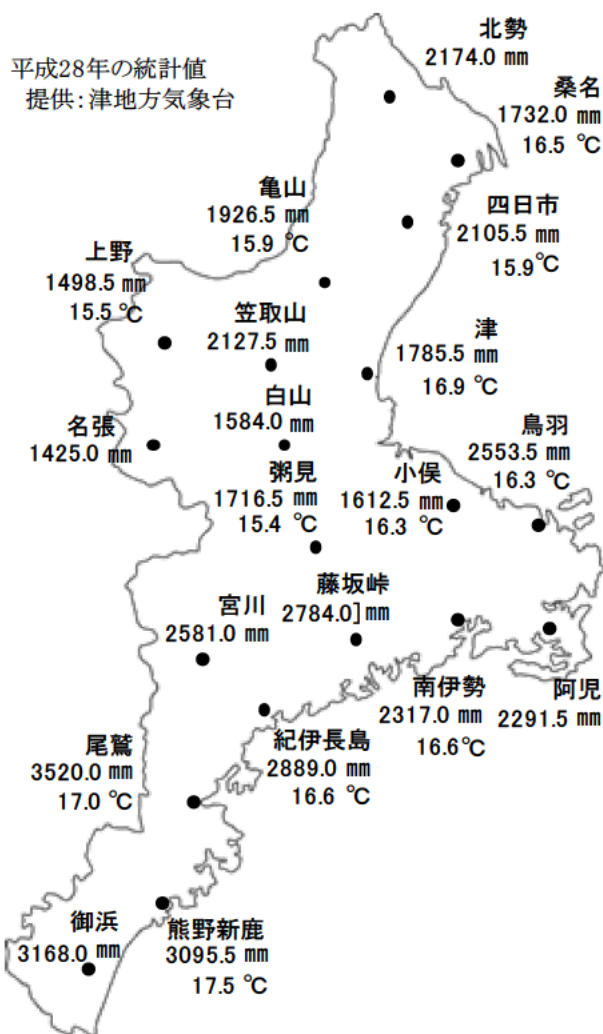 平成28年の統計値
提供:津地方気象台
北勢
2174.0 mm
桑名
1732.0 mm
16.5 ℃
亀山
1926.5 mm
15.9 ℃
四日市
2105.5 mm
15.9℃
上野
1498.5 mm
15.5 ℃
笠取山
2127.5 mm
津
1785.5 mm
16.9 ℃
白山
1584.0 mm
名張
1425.0 mm
鳥羽
2553.5 mm
16.3 ℃
粥見
1716.5 mm
15.4 ℃
小俣
1612.5 mm
16.3 ℃
藤坂峠
2784.0]mm
宮川
2581.0 mm
南伊勢
2317.0 mm
16.6℃
阿児
2291.5 mm
尾鷲
3520.0 mm
17.0 ℃
紀伊長島
2889.0 mm
16.6 ℃
御浜
3168.0 mm
熊野新鹿
3095.5 mm
17.5 ℃